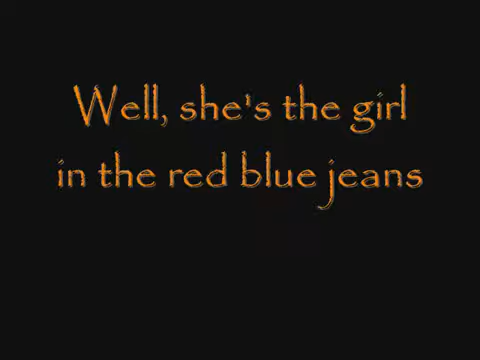 Well, she's the girl
in the red blue jeans